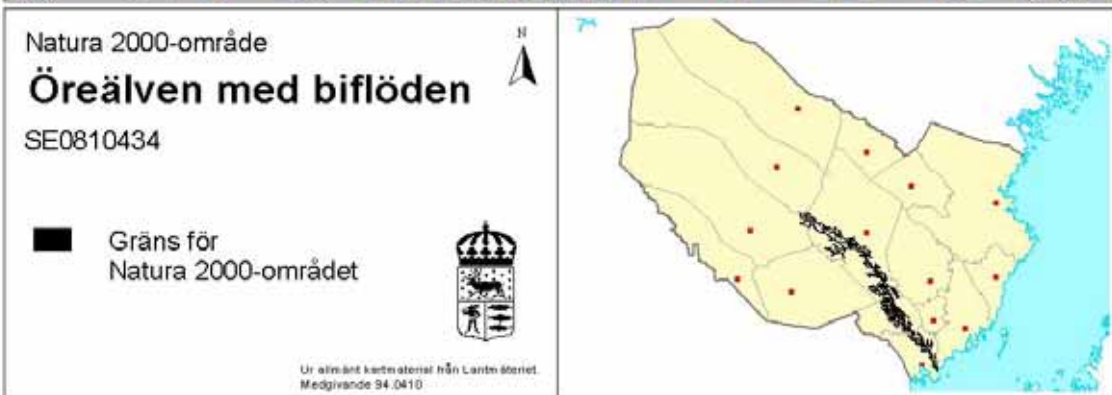 Natura 2000-område
Öreälven med biflöden
N
SE0810434
Gräns för
Natura 2000-området
Ur allmänt kartmaterial från Lantmäteriet.
Medgivande 94.0410